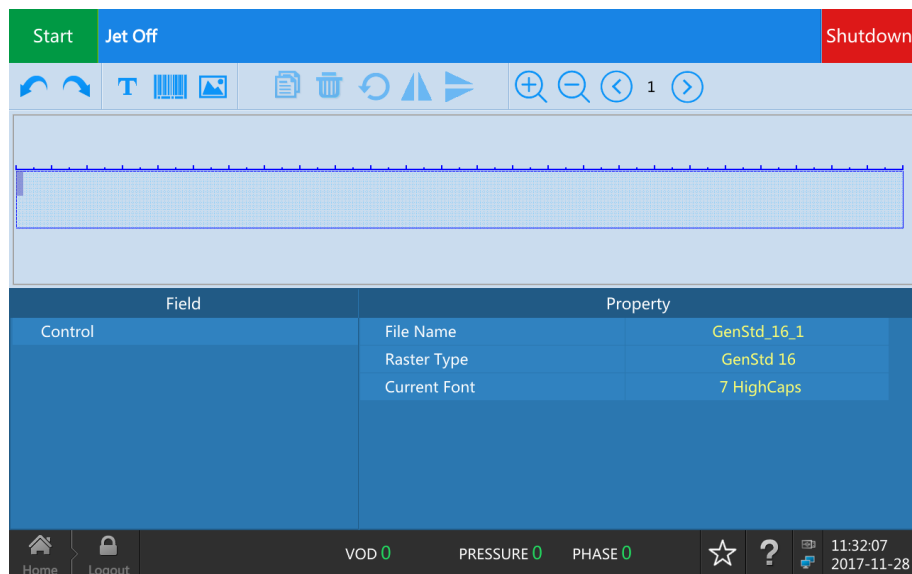 Start Jet Off Shutdown
T 1
Field Property
Control File Name GenStd_16_1
Raster Type GenStd 16
Current Font 7 HighCaps
VOD 0 PRESSURE 0 PHASE 0 ? 11:32:07
Home Logout 2017-11-28